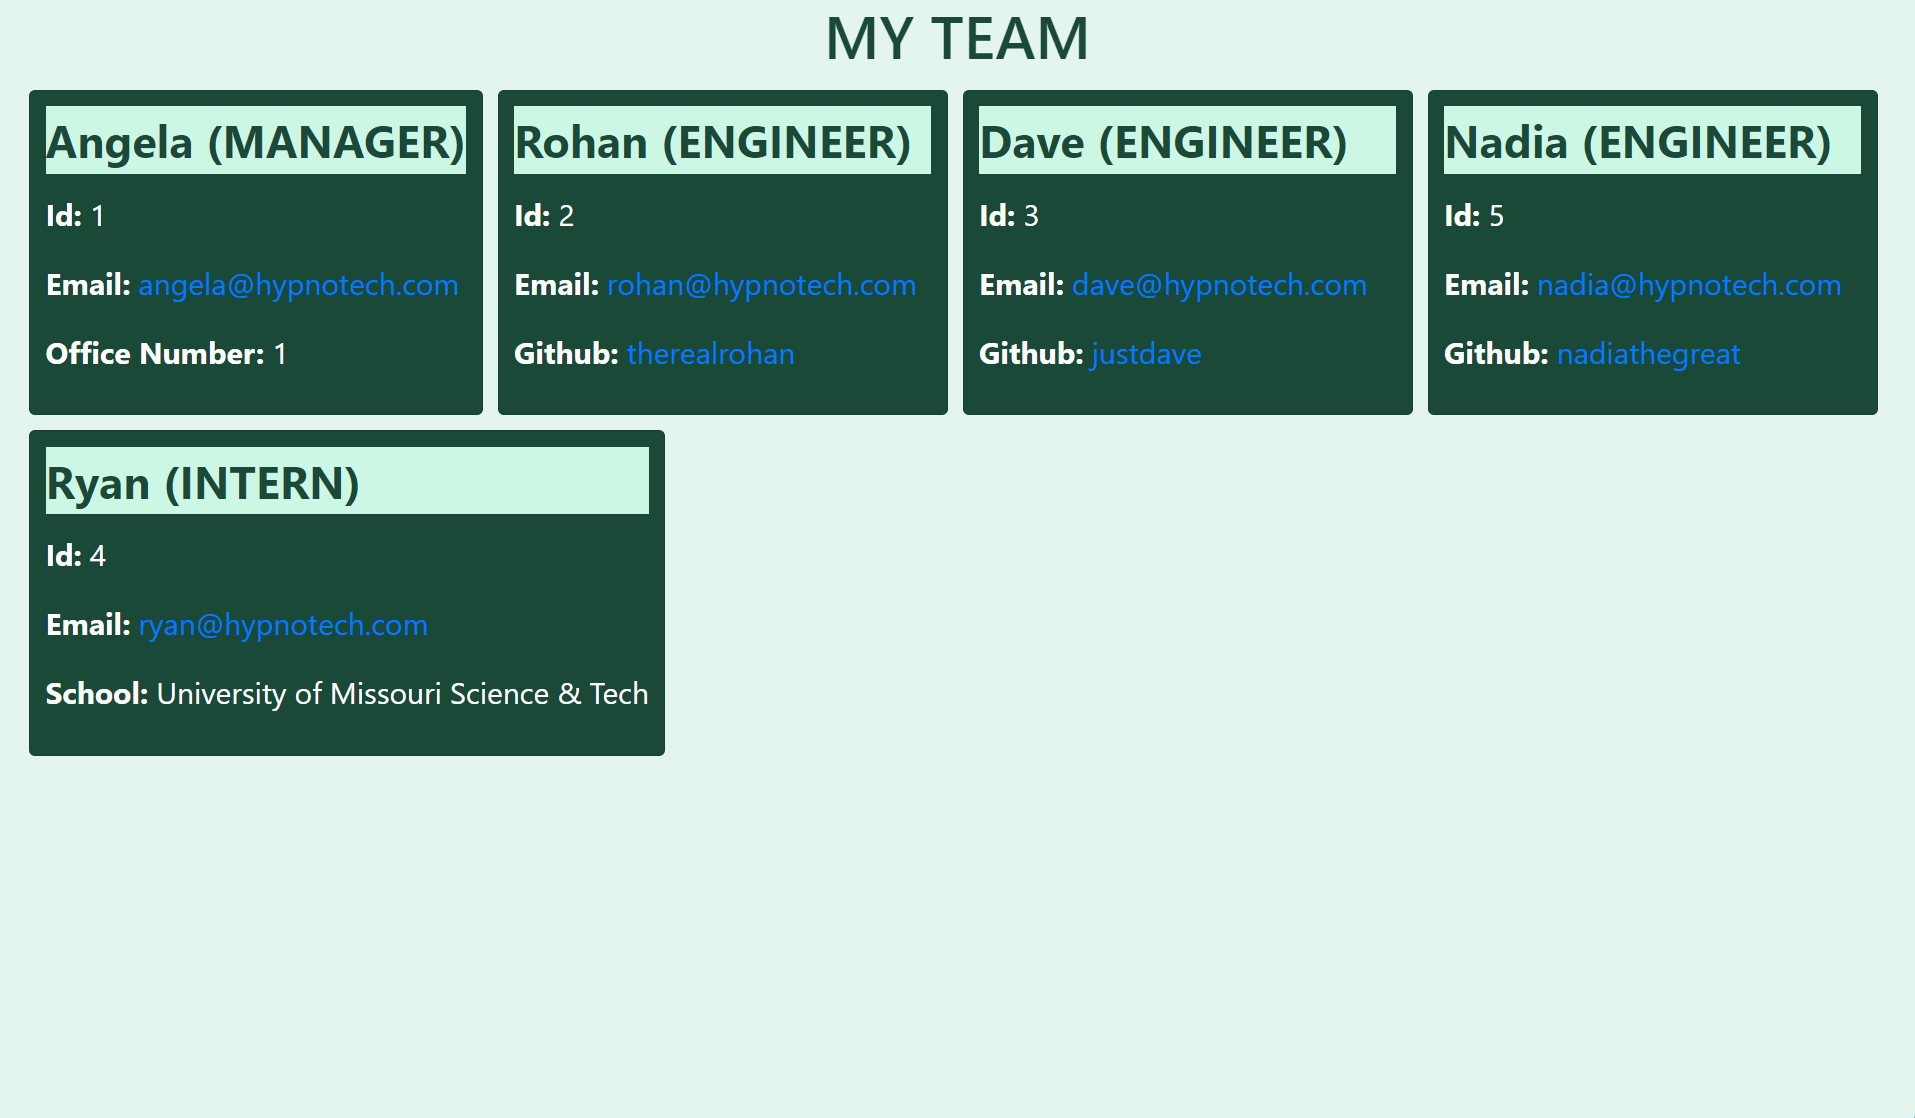 MY TEAM
Angela (MANAGER)
Id: 1
Email: angela@hypnotech.com
Office Number: 1
Rohan (ENGINEER)
Id: 2
Email: rohan@hypnotech.com
Github: therealrohan
Dave (ENGINEER)
Id: 3
Email: dave@hypnotech.com
Github: justdave
Nadia (ENGINEER)
Id: 5
Email: nadia@hypnotech.com
Github: nadiathegreat
Ryan (INTERN)
Id: 4
Email: ryan@hypnotech.com
School: University of Missouri Science & Tech